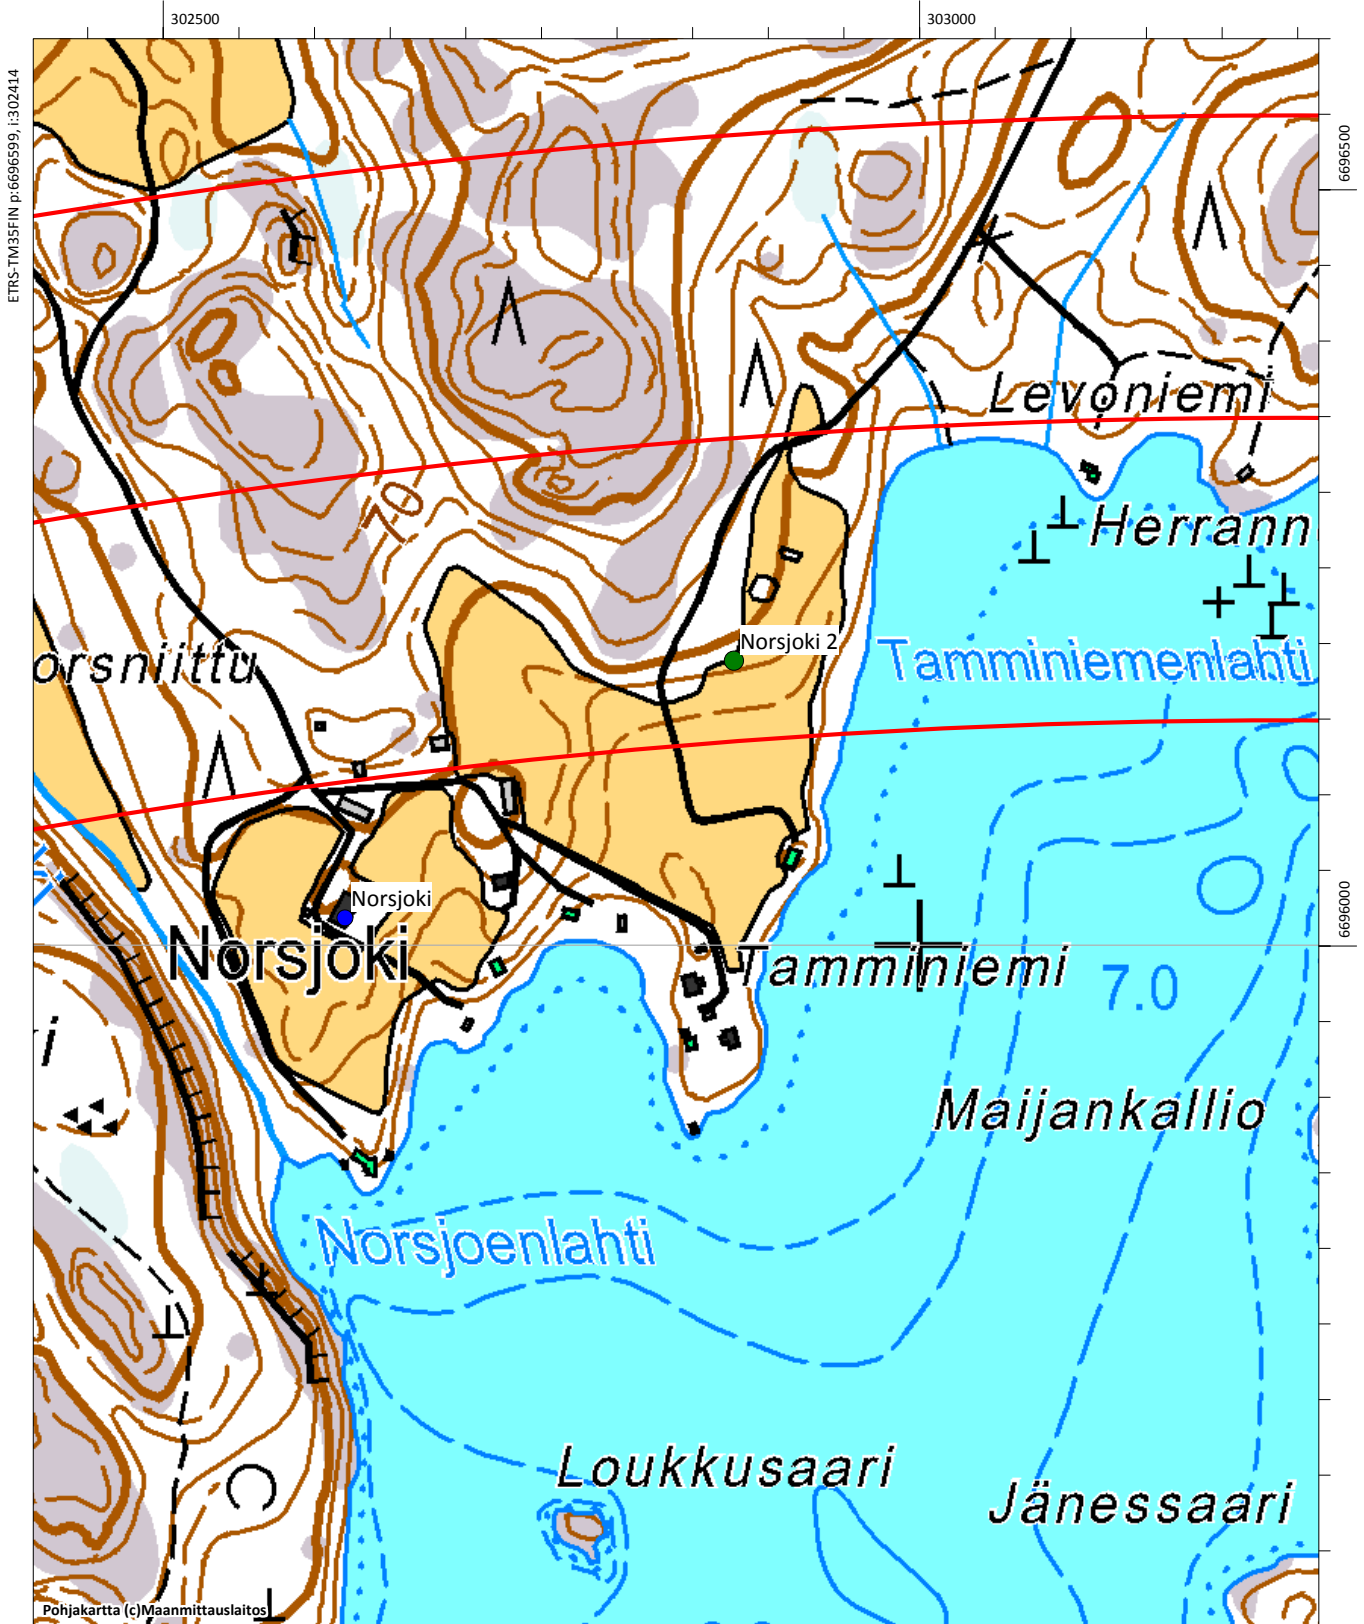 302500
303000
ETRS-TM35FIN p:6696599, i:302414
6696500
Levoniemi
70
Herrann
Norsjoki 2
orsniittu
Tamminiemenlahti
Norsjoki
6696000
Norsjoki
Tamminiemi
7.0
i
Maijankallio
Norsjoenlahti
Loukkusaari
Jänessaari
Pohjakartta (c)Maanmittauslaitos